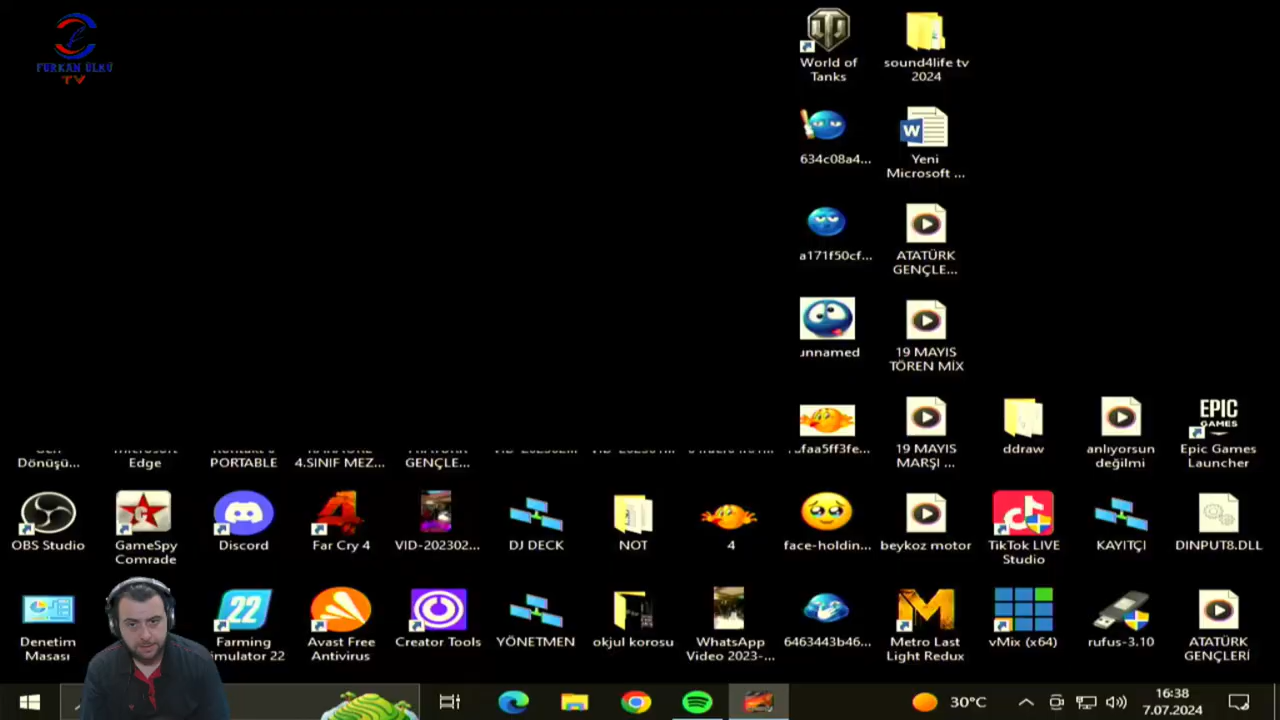 FURKAN ÜLKÜ
TV
World of
Tanks
sound4life tv
2024
634c08a4...
Yeni
Microsoft ...
a171f50cf...
ATATÜRK
GENÇLE...
unnamed
19 MAYIS
TÖREN MİX
19 MAYIS
MARŞI ...
ddraw
anlıyorsun
değilmi
EPIC
GAMES
Epic Games
Launcher
Dönüşü...
Microsoft
Edge
PORTABLE
4.SINIF MEZ...
GENÇLE...
OBS Studio
GameSpy
Comrade
Discord
Far Cry 4
VID-202302...
DJ DECK
NOT
4
face-holdin...
beykoz motor
TikTok LIVE
Studio
KAYITÇI
DINPUT8.DLL
Denetim
Masası
22
Farming
Avast Free
Antivirus
Creator Tools
YÖNETMEN
okjul korosu
WhatsApp
Video 2023-...
6463443b46...
Metro Last
Light Redux
vMix (x64)
rufus-3.10
ATATÜRK
GENÇLERİ
30°C
16:38
7.07.2024